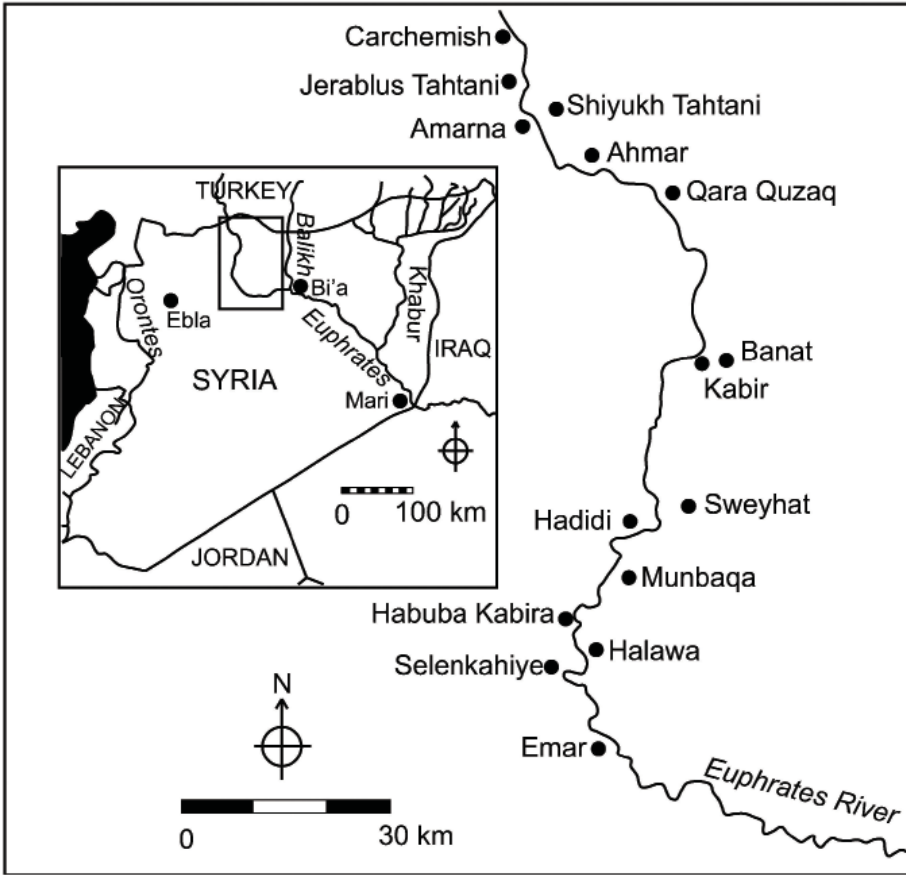 Carchemish
Jerablus Tahtani
Shiyukh Tahtani
Amarna
Ahmar
Qara Quzaq
Banat
Kabir
Sweyhat
Hadidi
Munbaqa
Habuba Kabira
Halawa
Selenkahiye
Emar
Euphrates River
TURKEY
Balikh
Bi'a
Khabur
Orontes
Ebla
Euphrates
IRAQ
SYRIA
Mari
LEBANON
0 100 km
JORDAN
N
0 30 km